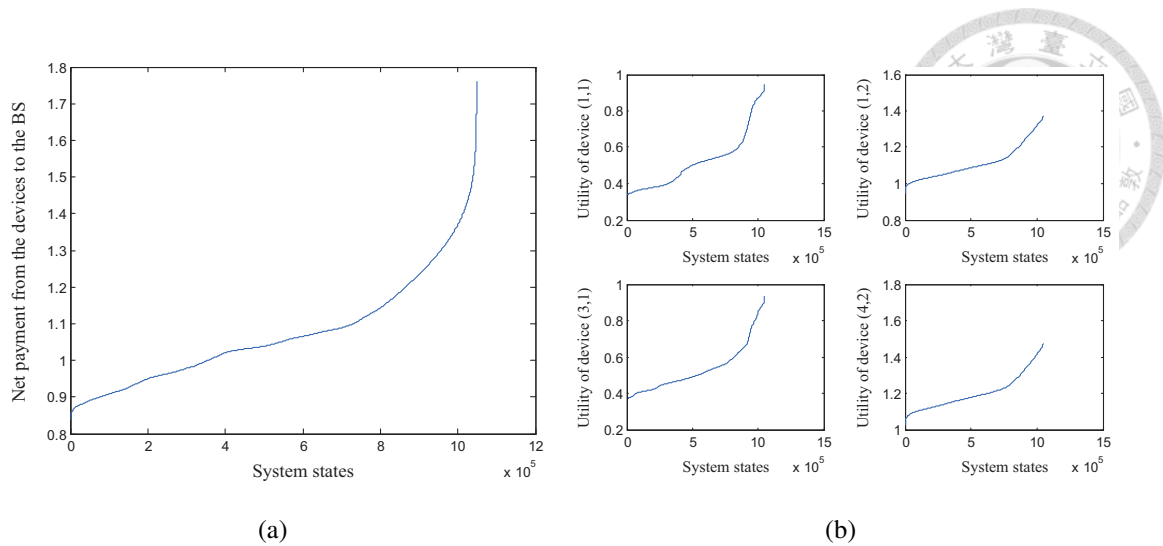 臺
灣
大
國
敦
1.8
1.7
1.6
1.5
1.4
1.3
1.2
1.1
1
0.9
0.8
Net payment from the devices to the BS
0 2 4 6 8 10 12
x 10^5
System states
(a)
1
0.8
0.6
0.4
0.2
Utility of device (1,1)
0 5 10 15
System states x 10^5
1.6
1.4
1.2
1
0.8
Utility of device (1,2)
0 5 10 15
System states x 10^5
1
0.8
0.6
0.4
0.2
Utility of device (3,1)
0 5 10 15
System states x 10^5
1.8
1.6
1.4
1.2
1
Utility of device (4,2)
0 5 10 15
System states x 10^5
(b)